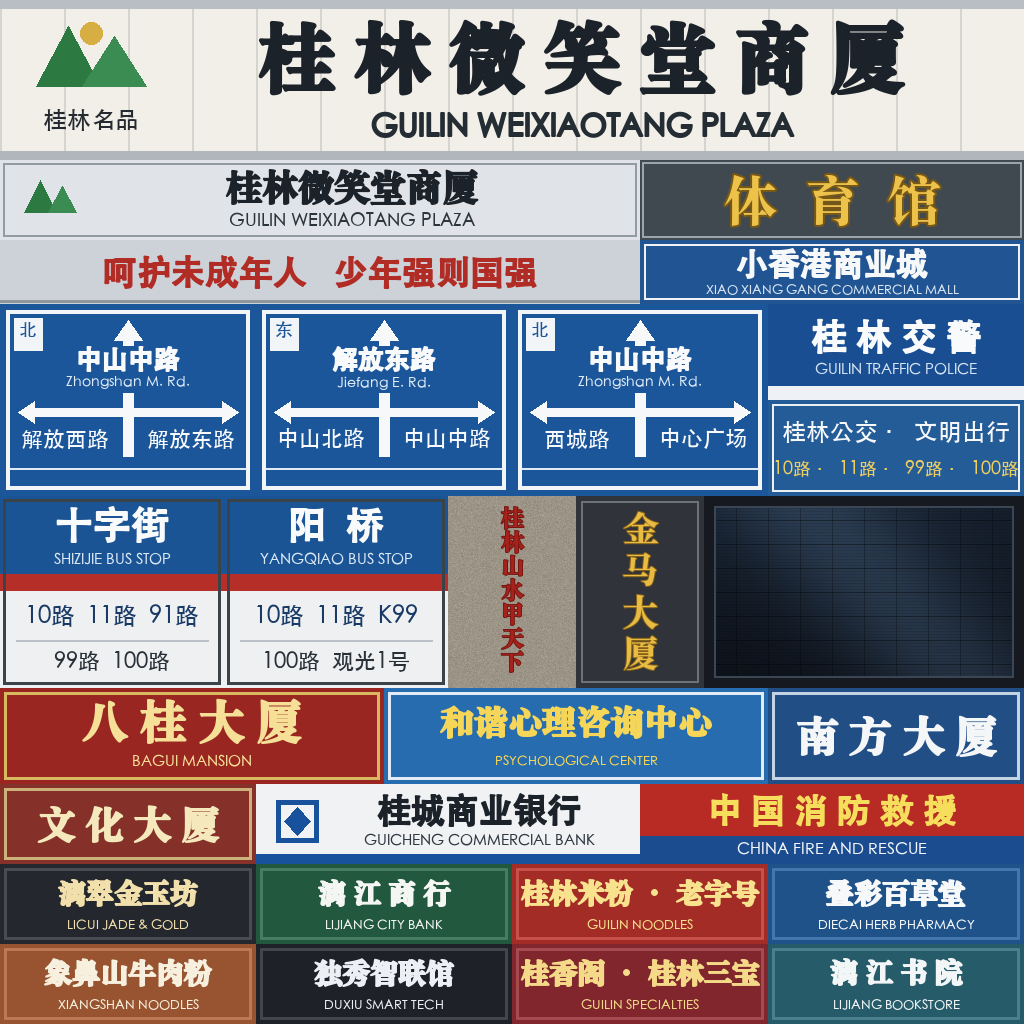 桂林名品
桂林微笑堂商厦
GUILIN WEIXIAOTANG PLAZA
桂林微笑堂商厦
GUILIN WEIXIAOTANG PLAZA
体育馆
呵护未成年人 少年强则国强
小香港商业城
XIAO XIANG GANG COMMERCIAL MALL
北
中山中路
Zhongshan M. Rd.
解放西路 解放东路
东
解放东路
Jiefang E. Rd.
中山北路 中山中路
北
中山中路
Zhongshan M. Rd.
西城路 中心广场
桂林交警
GUILIN TRAFFIC POLICE
桂林公交· 文明出行
10路· 11路· 99路· 100路
十字街
SHIZIJIE BUS STOP
10路 11路 91路
99路 100路
阳桥
YANGQIAO BUS STOP
10路 11路 K99
100路 观光1号
桂林山水甲天下
金马大厦
八桂大厦
BAGUI MANSION
和谐心理咨询中心
PSYCHOLOGICAL CENTER
南方大厦
文化大厦
桂城商业银行
GUICHENG COMMERCIAL BANK
中国消防救援
CHINA FIRE AND RESCUE
漓翠金玉坊
LICUI JADE & GOLD
漓江商行
LIJIANG CITY BANK
桂林米粉 · 老字号
GUILIN NOODLES
叠彩百草堂
DIECAI HERB PHARMACY
象鼻山牛肉粉
XIANGSHAN NOODLES
独秀智联馆
DUXIU SMART TECH
桂香阁 · 桂林三宝
GUILIN SPECIALTIES
漓江书院
LIJIANG BOOKSTORE